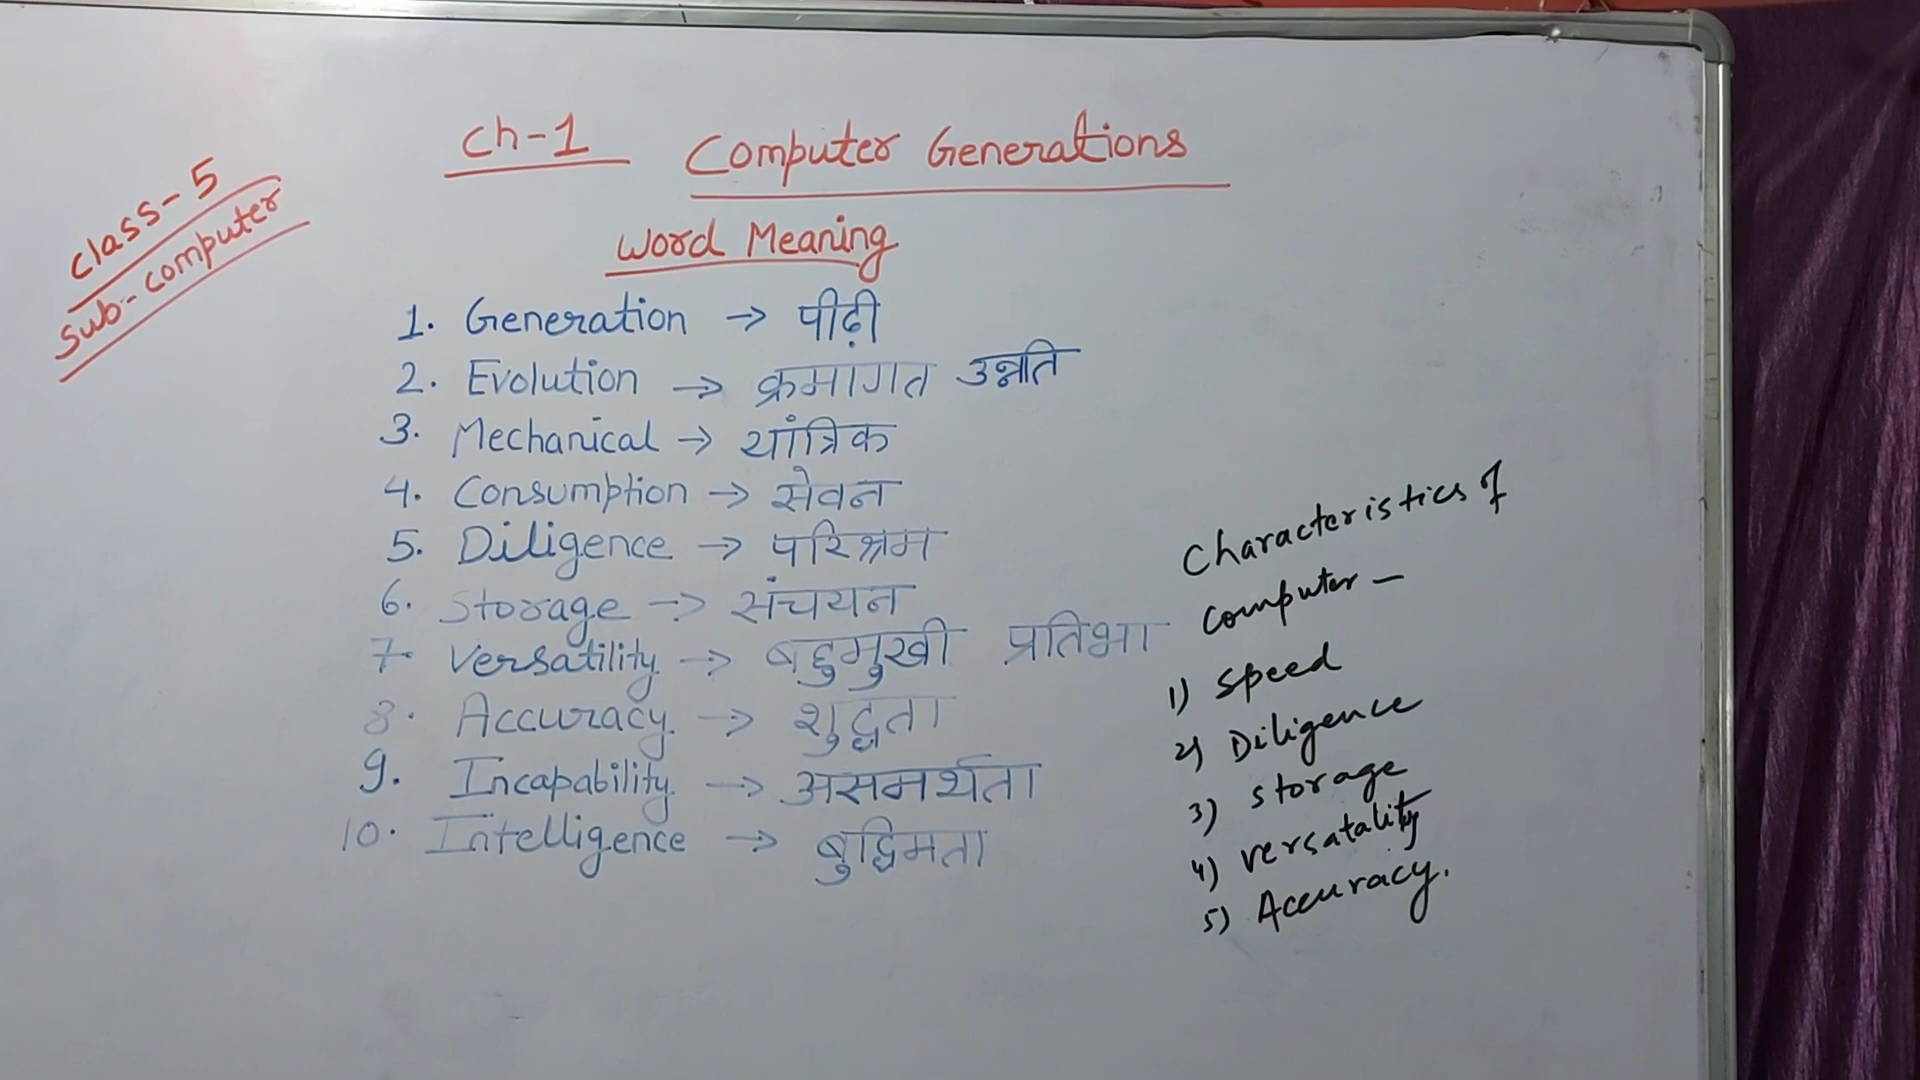 Class-5
Sub-Computer
Ch-1 Computer Generations
Word Meaning
1. Generation → पीढ़ी
2. Evolution → क्रमागत उन्नति
3. Mechanical → यांत्रिक
4. Consumption → सेवन
5. Diligence → परिश्रम
6. Storage → संचयन
7. Versatility → बहुमुखी प्रतिभा
8. Accuracy → शुद्धता
9. Incapability → असमर्थता
10. Intelligence → बुद्धिमता
Characteristics of
Computer –
1) Speed
2) Diligence
3) Storage
4) Versatality
5) Accuracy.